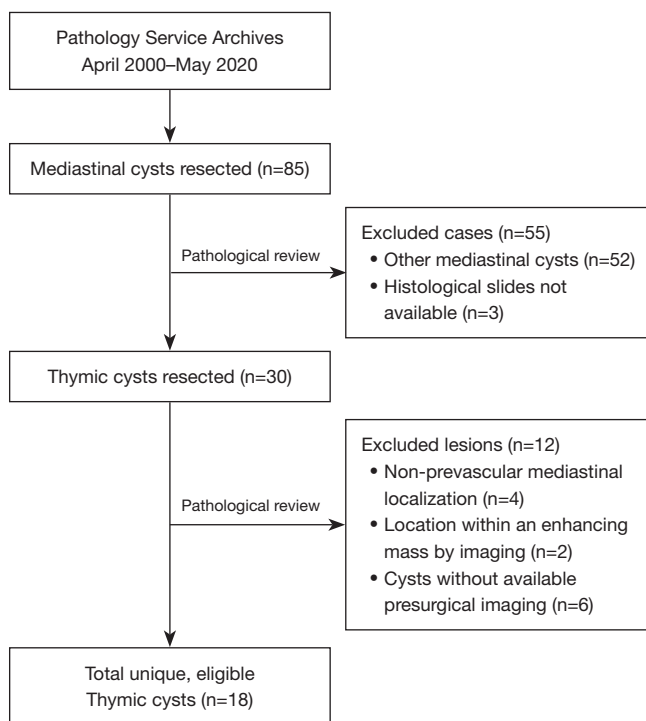 Pathology Service Archives
April 2000–May 2020
Mediastinal cysts resected (n=85)
Pathological review
Excluded cases (n=55)
• Other mediastinal cysts (n=52)
• Histological slides not
available (n=3)
Thymic cysts resected (n=30)
Pathological review
Excluded lesions (n=12)
• Non-prevascular mediastinal
localization (n=4)
• Location within an enhancing
mass by imaging (n=2)
• Cysts without available
presurgical imaging (n=6)
Total unique, eligible
Thymic cysts (n=18)